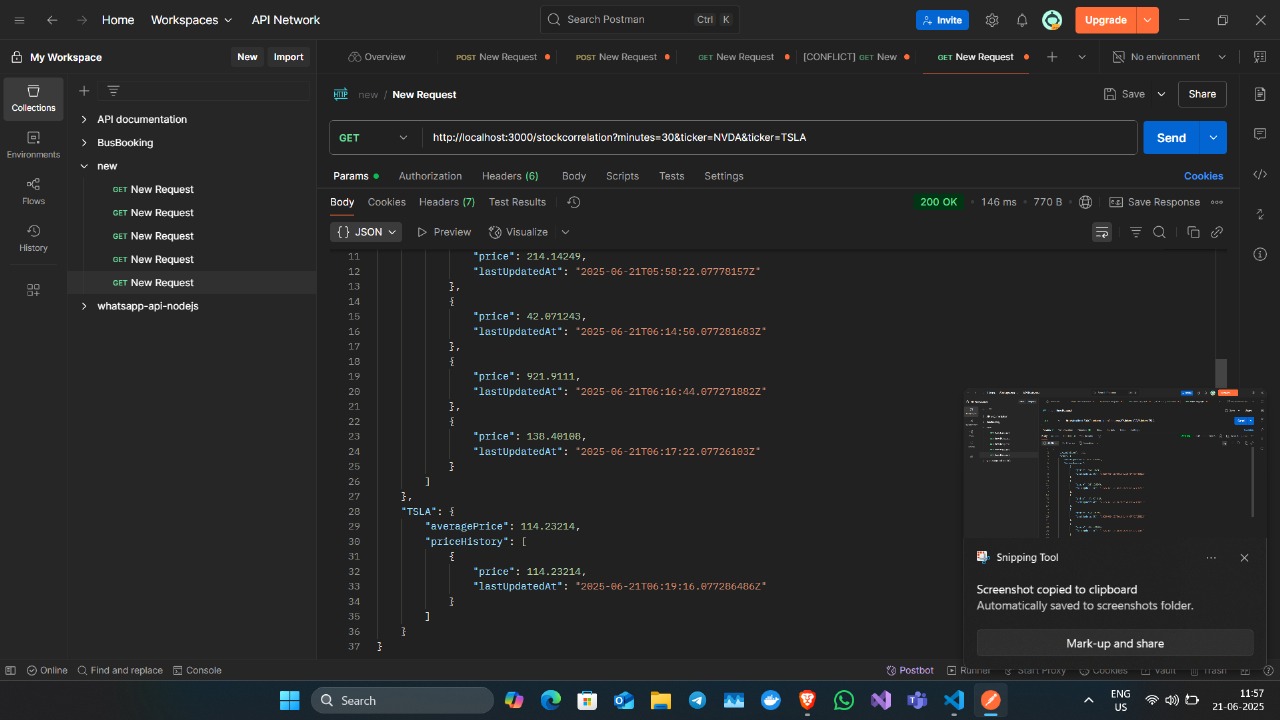 Home Workspaces API Network Search Postman Ctrl K Invite Upgrade
My Workspace New Import Overview POST New Request POST New Request GET New Request [CONFLICT] GET New GET New Request No environment
Collections
Environments
Flows
History
API documentation
BusBooking
new
GET New Request
GET New Request
GET New Request
GET New Request
GET New Request
whatsapp-api-nodejs
HTTP new / New Request Save Share
GET http://localhost:3000/stockcorrelation?minutes=30&ticker=NVDA&ticker=TSLA Send
Params Authorization Headers (6) Body Scripts Tests Settings Cookies
Body Cookies Headers (7) Test Results 200 OK 146 ms 770 B Save Response
{} JSON Preview Visualize
11 "price": 214.14249,
12 "lastUpdatedAt": "2025-06-21T05:58:22.07778157Z"
13 },
14 {
15 "price": 42.071243,
16 "lastUpdatedAt": "2025-06-21T06:14:50.077281683Z"
17 },
18 {
19 "price": 921.9111,
20 "lastUpdatedAt": "2025-06-21T06:16:44.077271882Z"
21 },
22 {
23 "price": 138.40108,
24 "lastUpdatedAt": "2025-06-21T06:17:22.07726103Z"
25 }
26 ]
27 },
28 "TSLA": {
29 "averagePrice": 114.23214,
30 "priceHistory": [
31 {
32 "price": 114.23214,
33 "lastUpdatedAt": "2025-06-21T06:19:16.077286486Z"
34 }
35 ]
36 }
37 }
Snipping Tool
Screenshot copied to clipboard
Automatically saved to screenshots folder.
Mark-up and share
Online Find and replace Console Postbot Runner Start Proxy Cookies Vault Trash
Search ENG US 11:57 21-06-2025